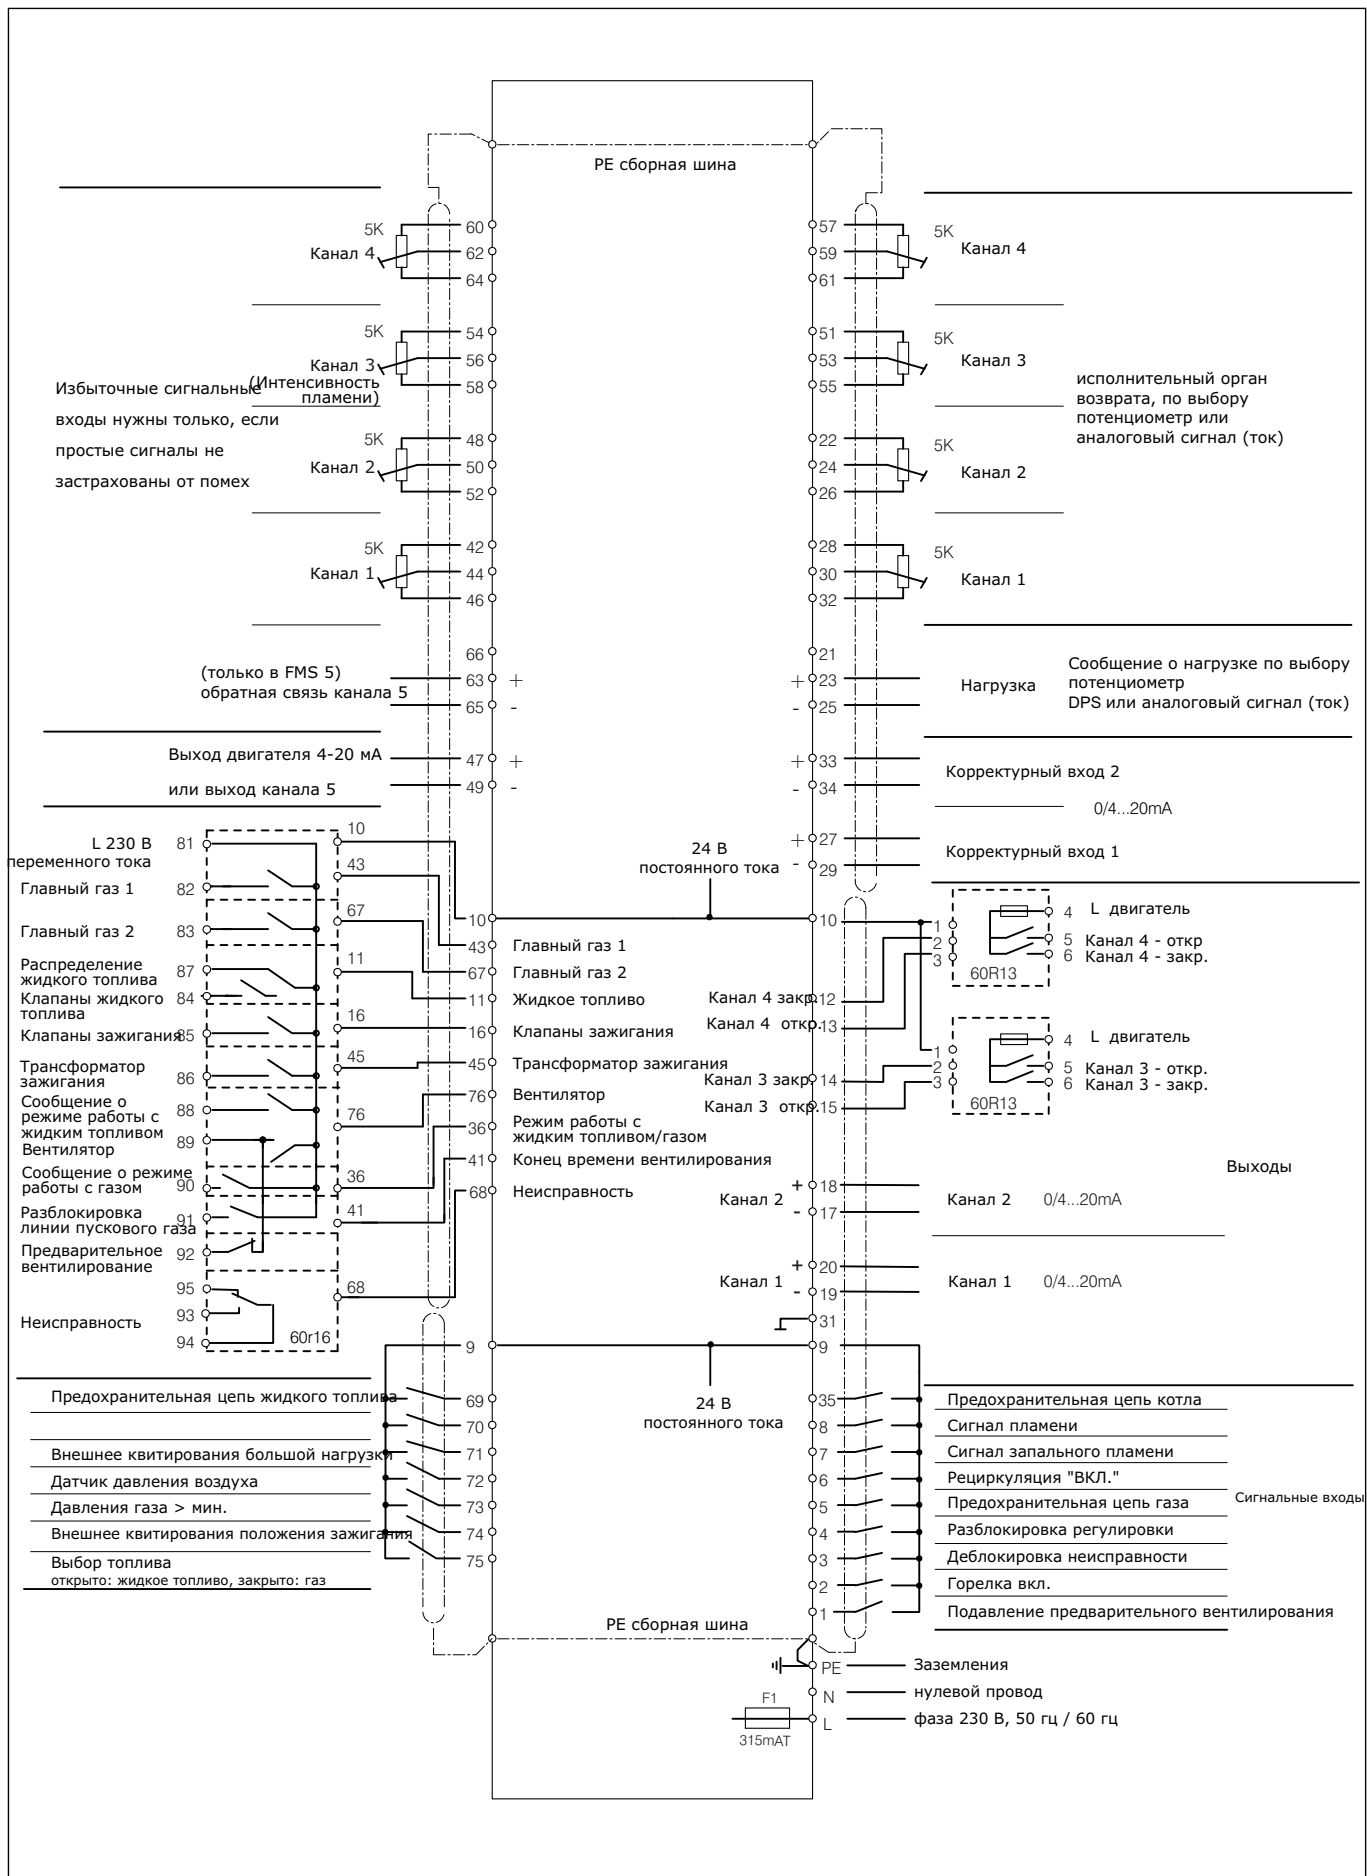 PE сборная шина
5K
Канал 4
60
62
64
5K
Канал 3
(Интенсивность
пламени)
54
56
58
Избыточные сигнальные
входы нужны только, если
простые сигналы не
застрахованы от помех
5K
Канал 2
48
50
52
5K
Канал 1
42
44
46
66
(только в FMS 5)
обратная связь канала 5
63 +
65 -
Выход двигателя 4-20 мА
47 +
или выход канала 5
49 -
57
59
61
5K
Канал 4
51
53
55
5K
Канал 3
исполнительный орган
возврата, по выбору
потенциометр или
аналоговый сигнал (ток)
22
24
26
5K
Канал 2
28
30
32
5K
Канал 1
21
+ 23
- 25
Нагрузка
Сообщение о нагрузке по выбору
потенциометр
DPS или аналоговый сигнал (ток)
+ 33
- 34
Корректурный вход 2
0/4...20mA
+ 27
- 29
Корректурный вход 1
24 В
постоянного тока
L 230 В
переменного тока
81
10
43
Главный газ 1
82
67
Главный газ 2
83
Распределение
жидкого топлива
87
11
Клапаны жидкого
топлива
84
16
Клапаны зажигания
85
45
Трансформатор
зажигания
86
Сообщение о
режиме работы с
жидким топливом
88
76
Вентилятор
89
Сообщение о режиме
работы с газом
90
36
Разблокировка
линии пускового газа
91
41
Предварительное
вентилирование
92
95
68
93
Неисправность
94
60r16
10
43 Главный газ 1
67 Главный газ 2
11 Жидкое топливо
16 Клапаны зажигания
45 Трансформатор зажигания
76 Вентилятор
36 Режим работы с
жидким топливом/газом
41 Конец времени вентилирования
68 Неисправность
10
Канал 4 закр. 12
Канал 4 откр. 13
Канал 3 закр. 14
Канал 3 откр. 15
1
2
3
60R13
4 L двигатель
5 Канал 4 - откр
6 Канал 4 - закр.
1
2
3
60R13
4 L двигатель
5 Канал 3 - откр.
6 Канал 3 - закр.
Выходы
Канал 2
+ 18
- 17
Канал 2 0/4...20mA
Канал 1
+ 20
- 19
Канал 1 0/4...20mA
31
9
9
24 В
постоянного тока
Предохранительная цепь жидкого топлива
69
70
Внешнее квитирования большой нагрузки
71
Датчик давления воздуха
72
Давления газа > мин.
73
Внешнее квитирования положения зажигания
74
Выбор топлива
открыто: жидкое топливо, закрыто: газ
75
35 Предохранительная цепь котла
8 Сигнал пламени
7 Сигнал запального пламени
6 Рециркуляция "ВКЛ."
5 Предохранительная цепь газа
Сигнальные входы
4 Разблокировка регулировки
3 Деблокировка неисправности
2 Горелка вкл.
1 Подавление предварительного вентилирования
PE сборная шина
PE Заземления
N нулевой провод
F1
315mAT
L фаза 230 В, 50 гц / 60 гц